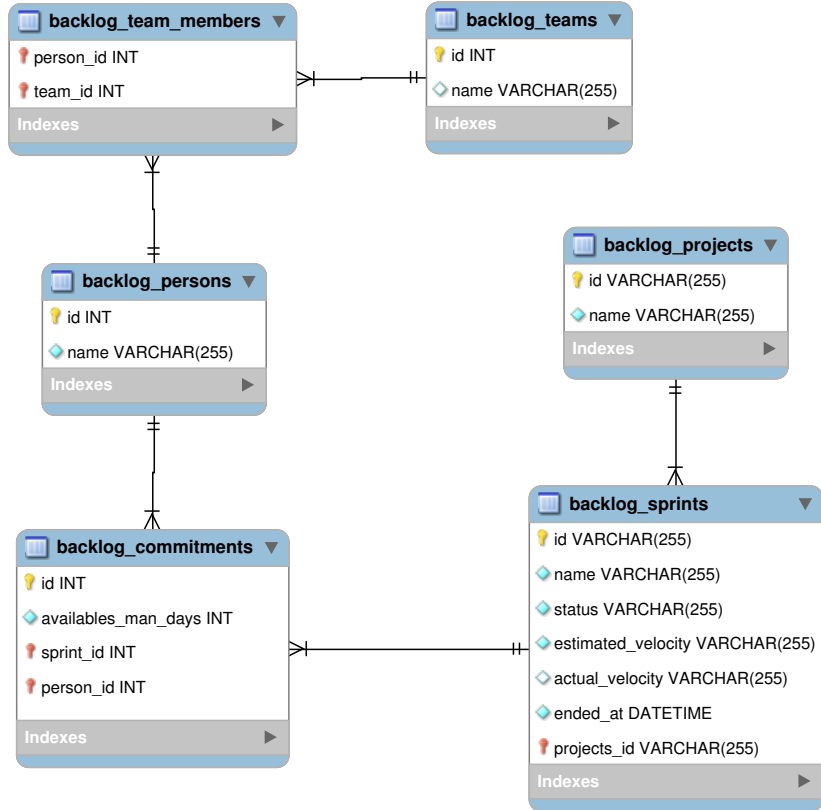 backlog_team_members
person_id INT
team_id INT
Indexes
backlog_teams
id INT
name VARCHAR(255)
Indexes
backlog_persons
id INT
name VARCHAR(255)
Indexes
backlog_projects
id VARCHAR(255)
name VARCHAR(255)
Indexes
backlog_commitments
id INT
availables_man_days INT
sprint_id INT
person_id INT
Indexes
backlog_sprints
id VARCHAR(255)
name VARCHAR(255)
status VARCHAR(255)
estimated_velocity VARCHAR(255)
actual_velocity VARCHAR(255)
ended_at DATETIME
projects_id VARCHAR(255)
Indexes